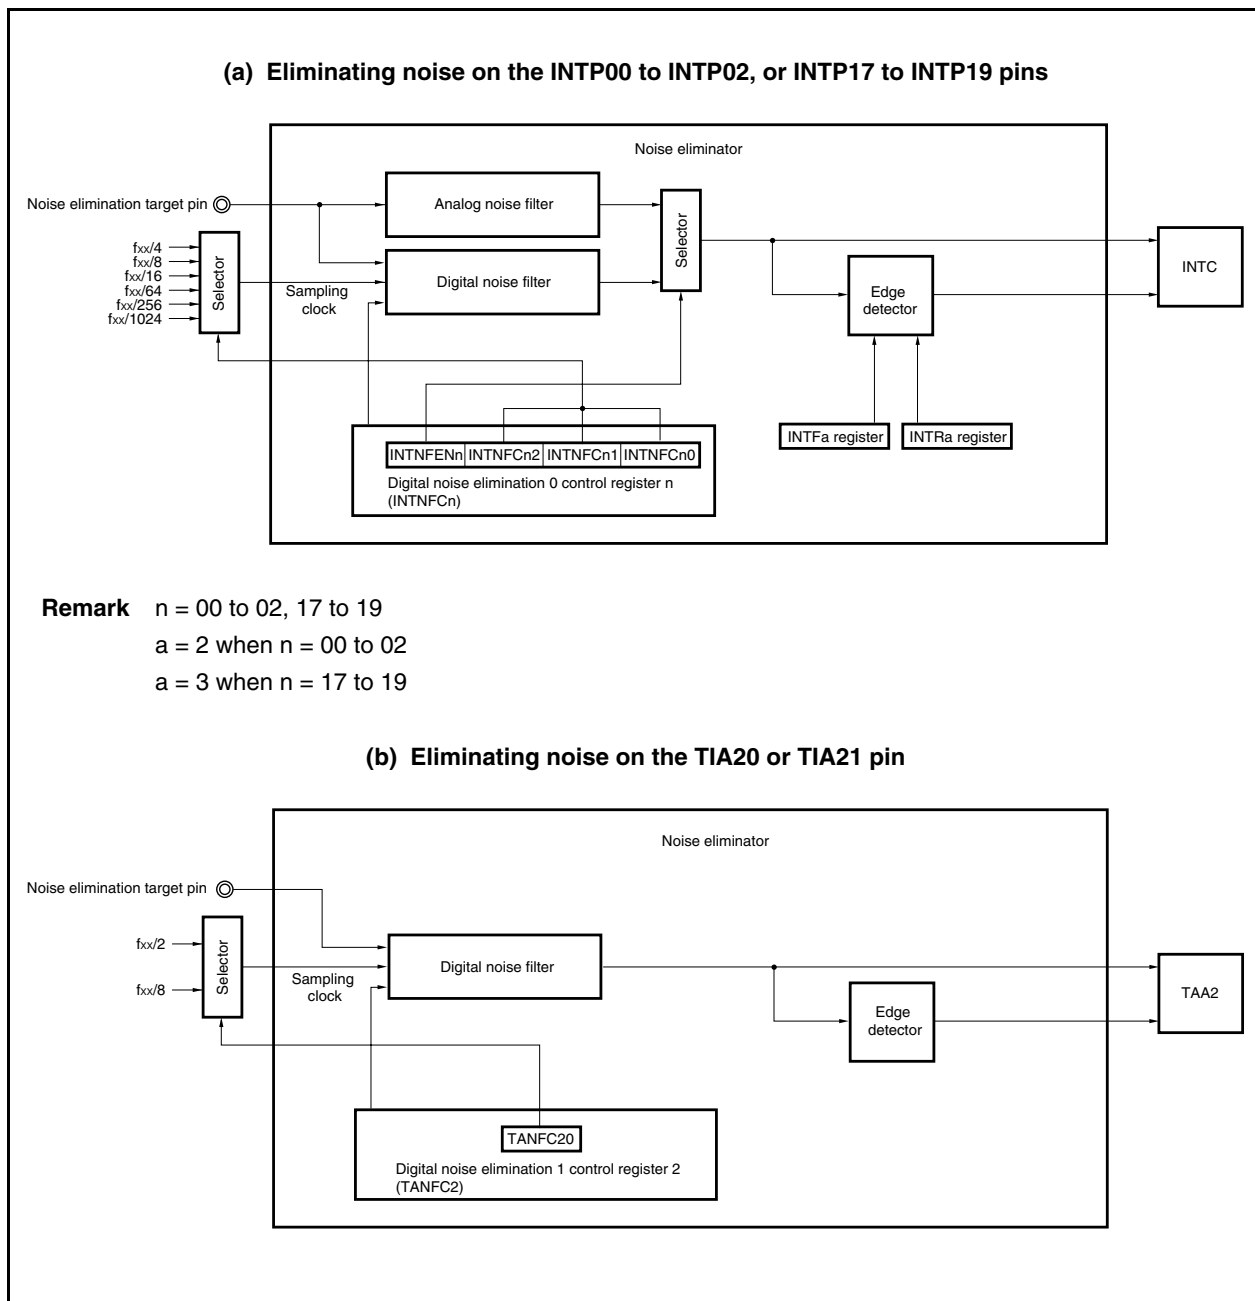 (a) Eliminating noise on the INTP00 to INTP02, or INTP17 to INTP19 pins
Noise eliminator
Noise elimination target pin
Analog noise filter
Selector
fxx/4
fxx/8
fxx/16
fxx/64
fxx/256
fxx/1024
Selector
Sampling
clock
Digital noise filter
INTC
Edge
detector
INTFa register
INTRa register
INTNFENn INTNFCn2 INTNFCn1 INTNFCn0
Digital noise elimination 0 control register n
(INTNFCn)
Remark n = 00 to 02, 17 to 19
a = 2 when n = 00 to 02
a = 3 when n = 17 to 19
(b) Eliminating noise on the TIA20 or TIA21 pin
Noise eliminator
Noise elimination target pin
fxx/2
fxx/8
Selector
Sampling
clock
Digital noise filter
Edge
detector
TAA2
TANFC20
Digital noise elimination 1 control register 2
(TANFC2)